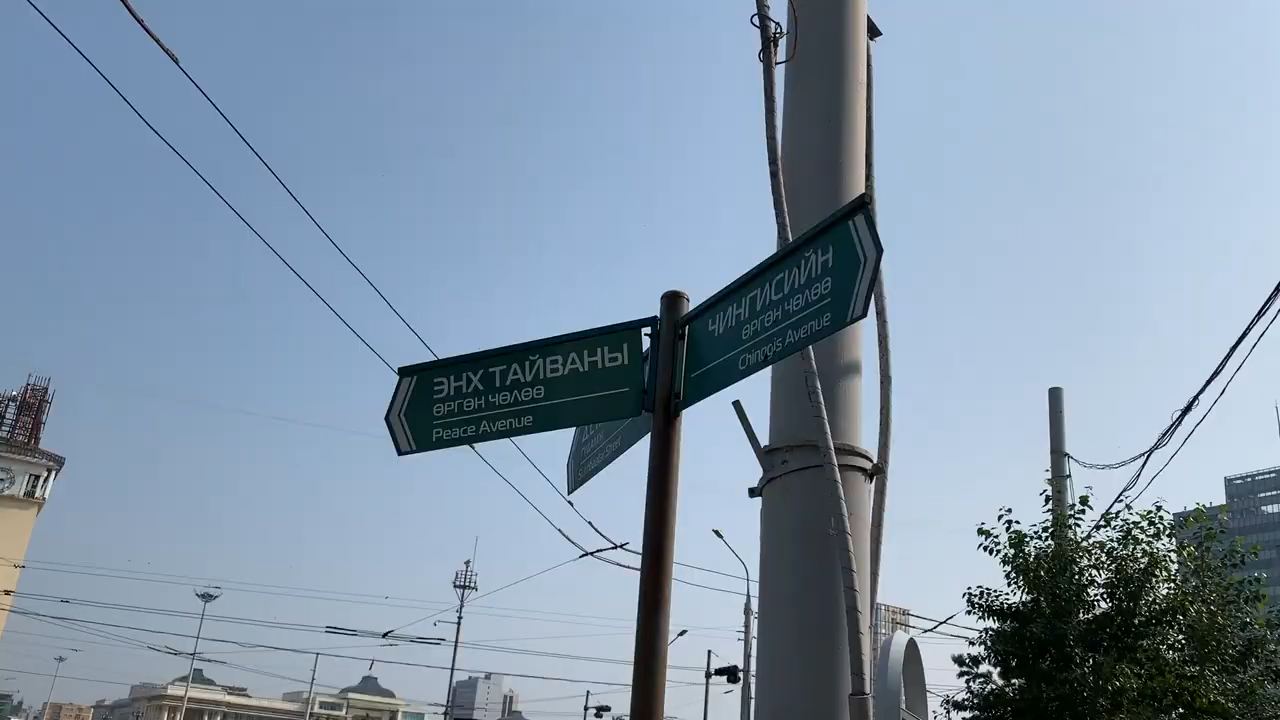 ЭНХ ТАЙВАНЫ
ӨРГӨН ЧӨЛӨӨ
Peace Avenue
ЧИНГИСИЙН
ӨРГӨН ЧӨЛӨӨ
Chinggis Avenue